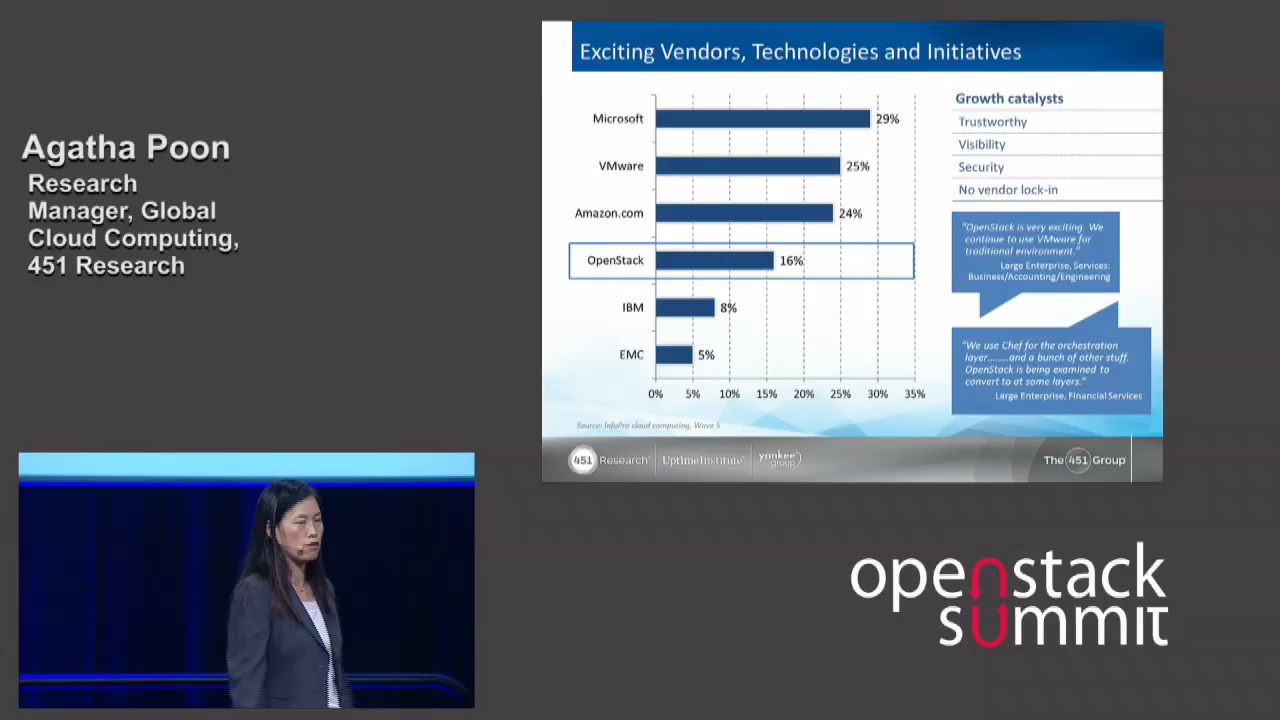 Agatha Poon
Research
Manager, Global
Cloud Computing,
451 Research
Exciting Vendors, Technologies and Initiatives
Microsoft 29%
VMware 25%
Amazon.com 24%
OpenStack 16%
IBM 8%
EMC 5%
0% 5% 10% 15% 20% 25% 30% 35%
Source: InfoPro cloud computing, Wave 5
Growth catalysts
Trustworthy
Visibility
Security
No vendor lock-in
"OpenStack is very exciting. We
continue to use VMware for
traditional environment."
Large Enterprise, Services:
Business/Accounting/Engineering
"We use Chef for the orchestration
layer........and a bunch of other stuff.
OpenStack is being examined to
convert to at some layers."
Large Enterprise, Financial Services
451 Research
UptimeInstitute
yankee
group
The 451 Group
openstack
summit